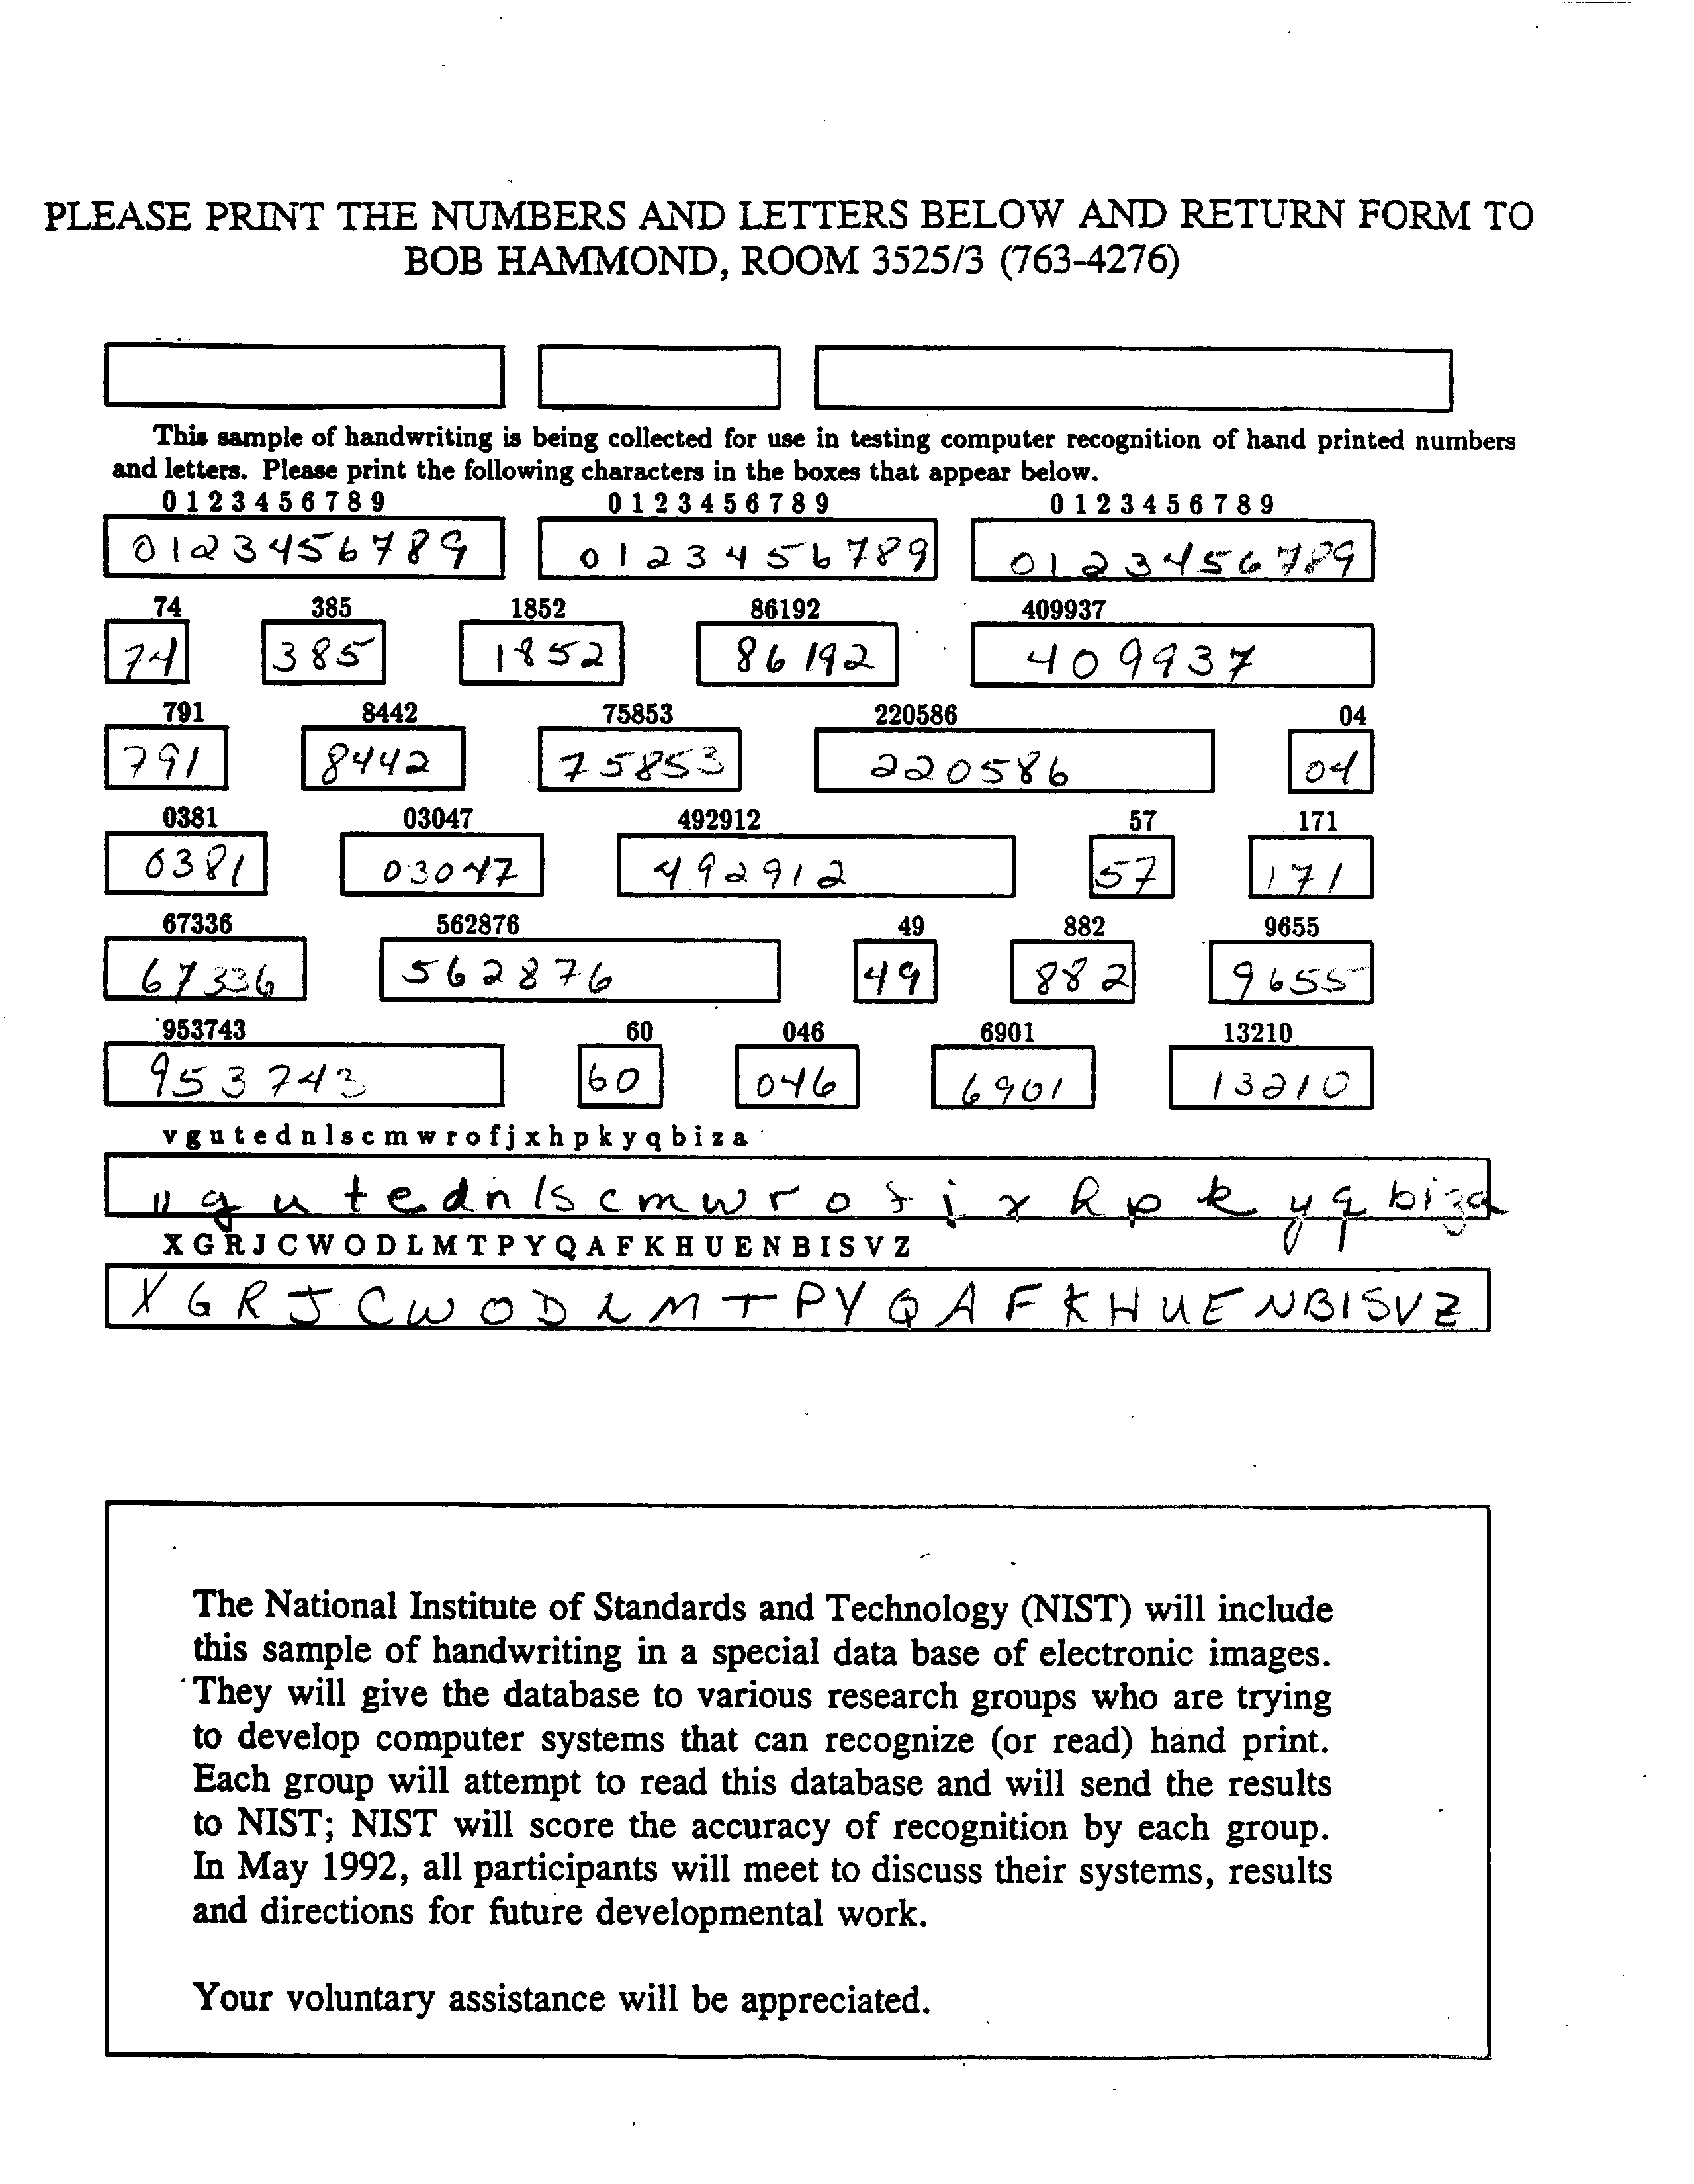 PLEASE PRINT THE NUMBERS AND LETTERS BELOW AND RETURN FORM TO
BOB HAMMOND, ROOM 3525/3 (763-4276)
This sample of handwriting is being collected for use in testing computer recognition of hand printed numbers
and letters. Please print the following characters in the boxes that appear below.
0 1 2 3 4 5 6 7 8 9 0 1 2 3 4 5 6 7 8 9 0 1 2 3 4 5 6 7 8 9
0123456789 0123456789 0123456789
74 385 1852 86192 409937
74 385 1852 86192 409937
791 8442 75853 220586 04
791 8442 75853 220586 04
0381 03047 492912 57 171
0381 03047 492912 57 171
67336 562876 49 882 9655
67336 562876 49 882 9655
953743 60 046 6901 13210
953743 60 046 6901 13210
v g u t e d n l s c m w r o f j x h p k y q b i z a
v g u t e d n l s c m w r o f j x h p k y q b i z a
X G R J C W O D L M T P Y Q A F K H U E N B I S V Z
X G R J C W O D L M T P Y Q A F K H U E N B I S V Z
The National Institute of Standards and Technology (NIST) will include
this sample of handwriting in a special data base of electronic images.
They will give the database to various research groups who are trying
to develop computer systems that can recognize (or read) hand print.
Each group will attempt to read this database and will send the results
to NIST; NIST will score the accuracy of recognition by each group.
In May 1992, all participants will meet to discuss their systems, results
and directions for future developmental work.
Your voluntary assistance will be appreciated.